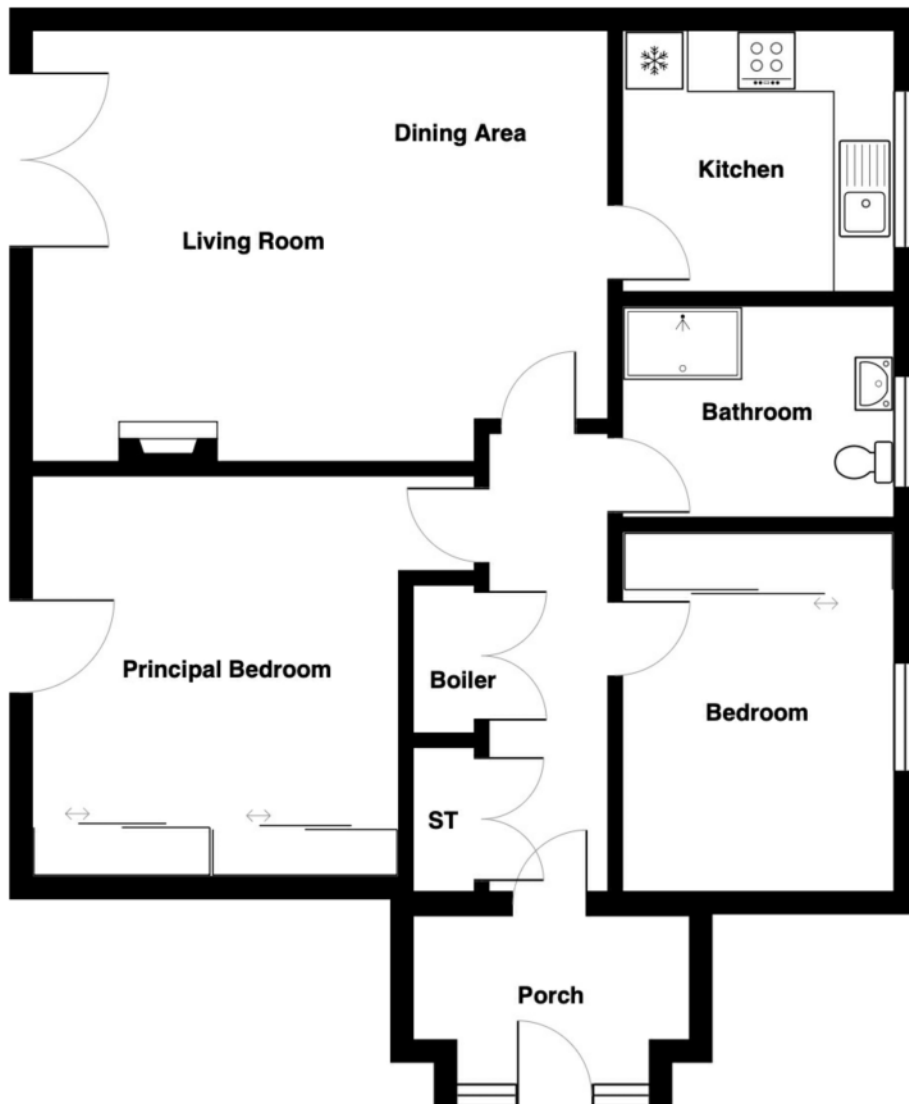 Dining Area
Kitchen
Living Room
Bathroom
Principal Bedroom
Boiler
Bedroom
ST
Porch